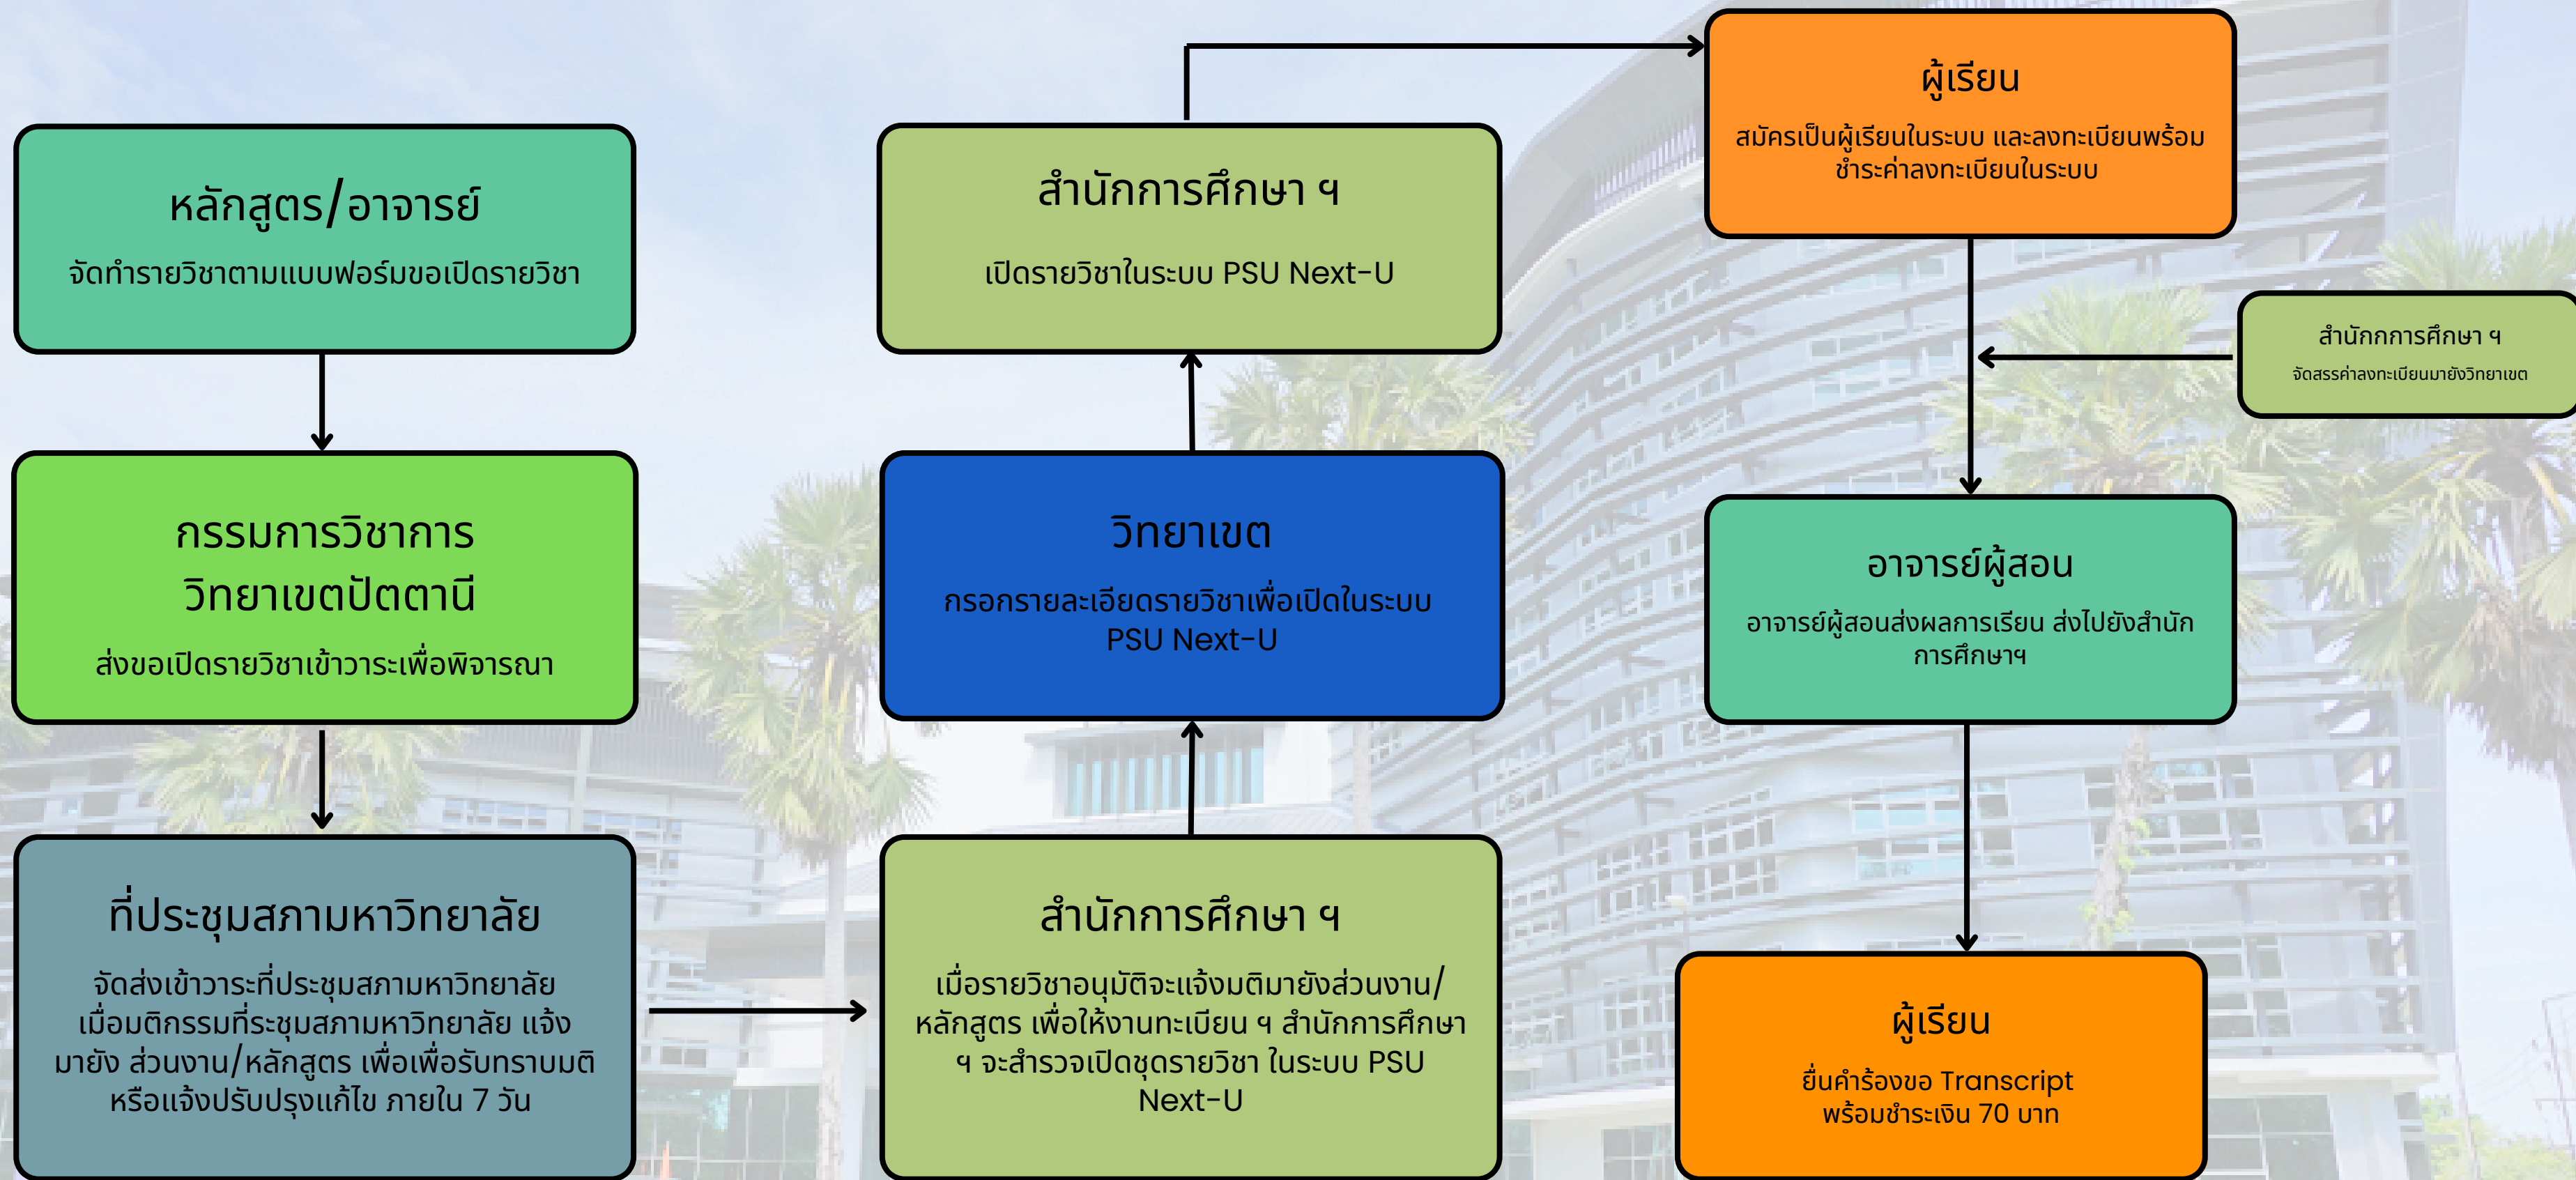 หลักสูตร/อาจารย์
จัดทำรายวิชาตามแบบฟอร์มขอเปิดรายวิชา
กรรมการวิชาการ
วิทยาเขตปัตตานี
ส่งขอเปิดรายวิชาเข้าวาระเพื่อพิจารณา
ที่ประชุมสภามหาวิทยาลัย
จัดส่งเข้าวาระที่ประชุมสภามหาวิทยาลัย
เมื่อมติกรรมที่ระชุมสภามหาวิทยาลัย แจ้ง
มายัง ส่วนงาน/หลักสูตร เพื่อเพื่อรับทราบมติ
หรือแจ้งปรับปรุงแก้ไข ภายใน 7 วัน
สำนักการศึกษา ฯ
เมื่อรายวิชาอนุมัติจะแจ้งมติมายังส่วนงาน/
หลักสูตร เพื่อให้งานทะเบียน ฯ สำนักการศึกษา
ฯ จะสำรวจเปิดชุดรายวิชา ในระบบ PSU
Next-U
วิทยาเขต
กรอกรายละเอียดรายวิชาเพื่อเปิดในระบบ
PSU Next-U
สำนักการศึกษา ฯ
เปิดรายวิชาในระบบ PSU Next-U
ผู้เรียน
สมัครเป็นผู้เรียนในระบบ และลงทะเบียนพร้อม
ชำระค่าลงทะเบียนในระบบ
สำนักกการศึกษา ฯ
จัดสรรค่าลงทะเบียนมายังวิทยาเขต
อาจารย์ผู้สอน
อาจารย์ผู้สอนส่งผลการเรียน ส่งไปยังสำนัก
การศึกษาฯ
ผู้เรียน
ยื่นคำร้องขอ Transcript
พร้อมชำระเงิน 70 บาท